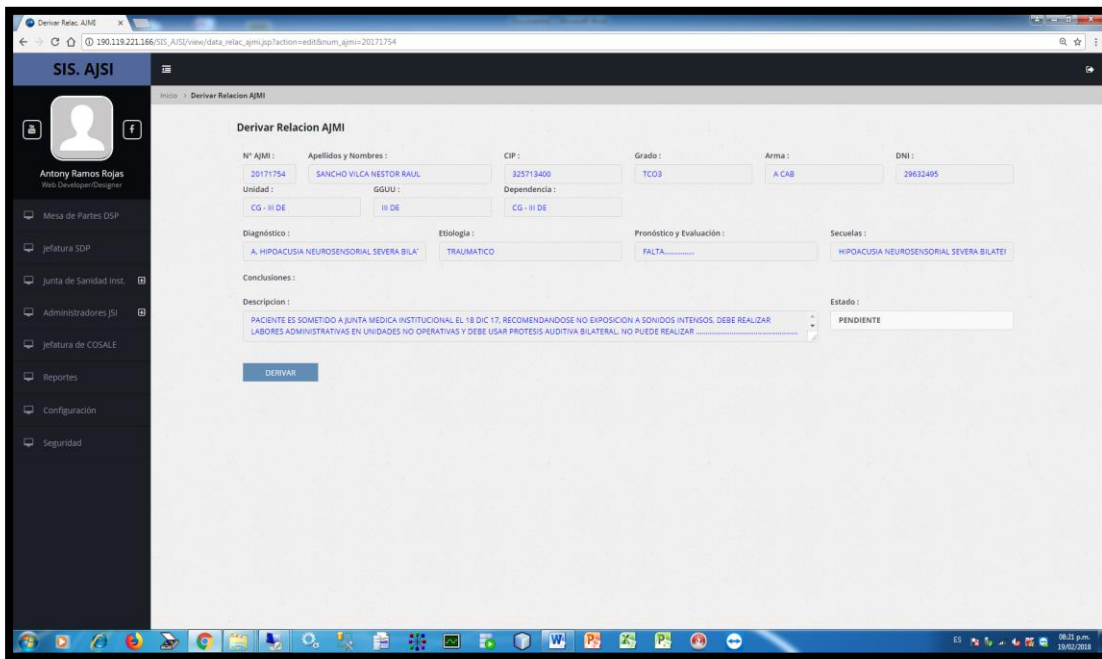 Derivar Relac. AJMI
190.119.221.166/SIS_AJSI/view/data_relac_ajmi.jsp?action=edit&num_ajmi=20171754
SIS. AJSI
Inicio > Derivar Relacion AJMI
Antony Ramos Rojas
Web Developer/Designer
Mesa de Partes DSP
Jefatura SDP
Junta de Sanidad Inst.
Administradores JSI
Jefatura de COSALE
Reportes
Configuración
Seguridad
Derivar Relacion AJMI
N° AJMI : Apellidos y Nombres : CIP : Grado : Arma : DNI :
20171754 SANCHO VILCA NESTOR RAUL 325713400 TCO3 A CAB 29632495
Unidad : GGUU : Dependencia :
CG - III DE III DE CG - III DE
Diagnóstico : Etiologia : Pronóstico y Evaluación : Secuelas :
A. HIPOACUSIA NEUROSENSORIAL SEVERA BILA TRAUMATICO FALTA.............. HIPOACUSIA NEUROSENSORIAL SEVERA BILATE
Conclusiones :
Descripcion : Estado :
PACIENTE ES SOMETIDO A JUNTA MEDICA INSTITUCIONAL EL 18 DIC 17, RECOMENDANDOSE NO EXPOSICION A SONIDOS INTENSOS, DEBE REALIZAR PENDIENTE
LABORES ADMINISTRATIVAS EN UNIDADES NO OPERATIVAS Y DEBE USAR PROTESIS AUDITIVA BILATERAL. NO PUEDE REALIZAR ..................................................
DERIVAR
ES 08:21 p.m.
19/02/2018